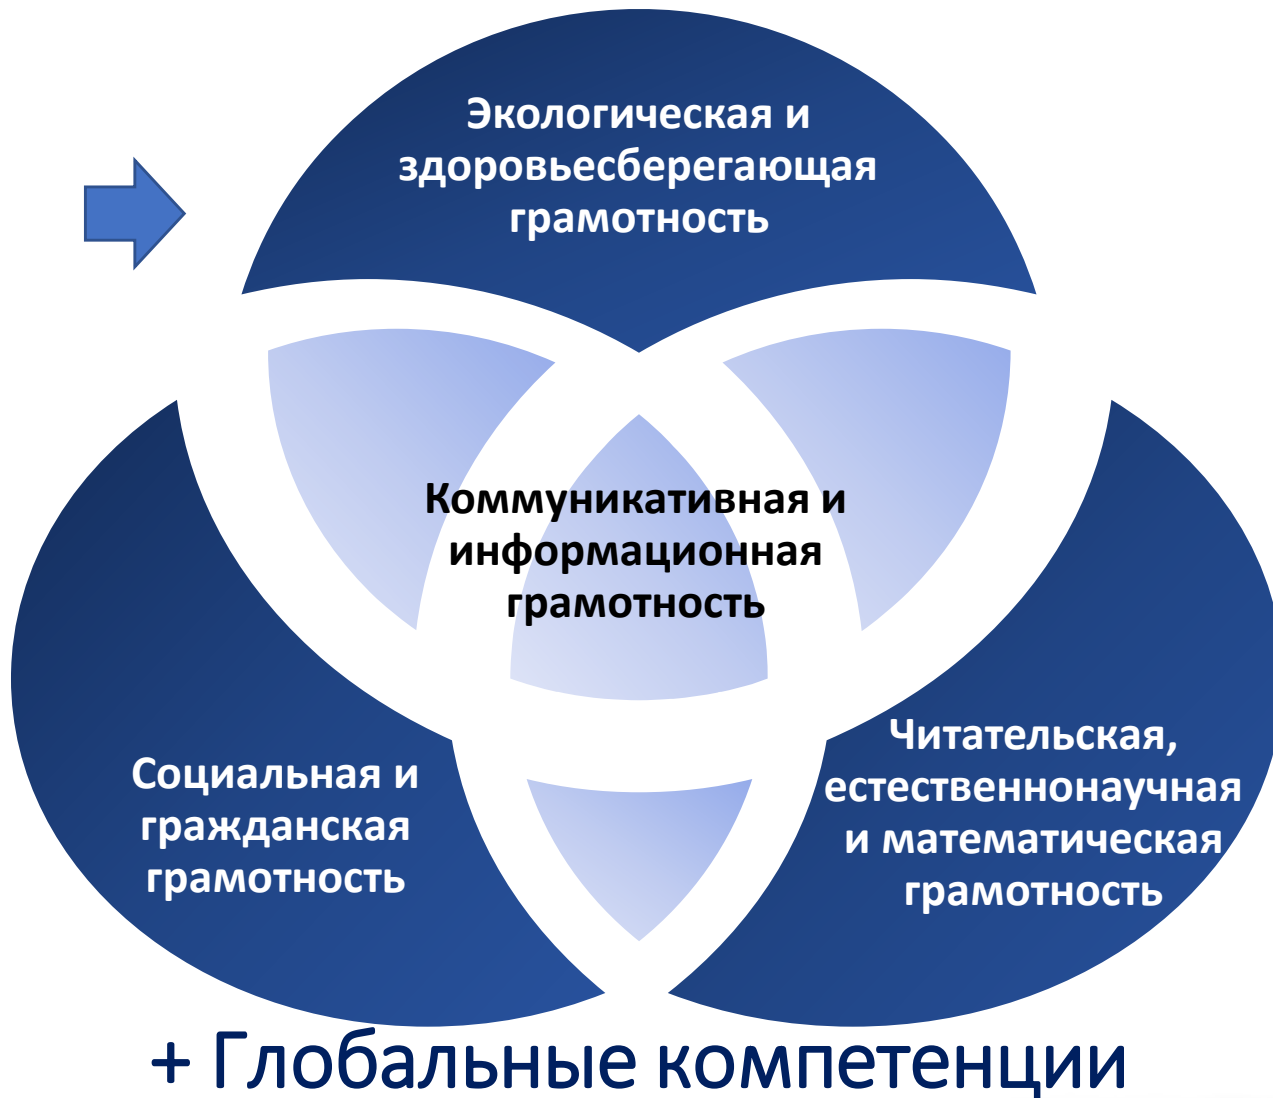 Экологическая и
здоровьесберегающая
грамотность
Коммуникативная и
информационная
грамотность
Социальная и
гражданская
грамотность
Читательская,
естественнонаучная
и математическая
грамотность
+ Глобальные компетенции